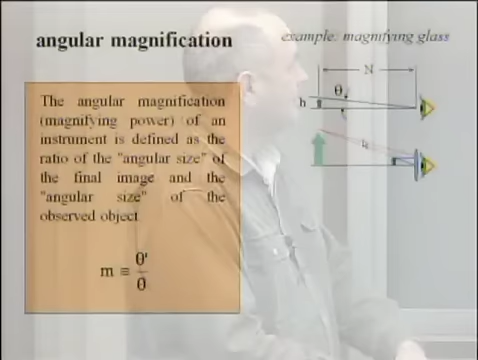 angular magnification
example: magnifying glass
N
θ
h
The angular magnification
(magnifying power) of an
instrument is defined as the
ratio of the "angular size" of
the final image and the
"angular size" of the
observed object
m ≡ θ'/θ